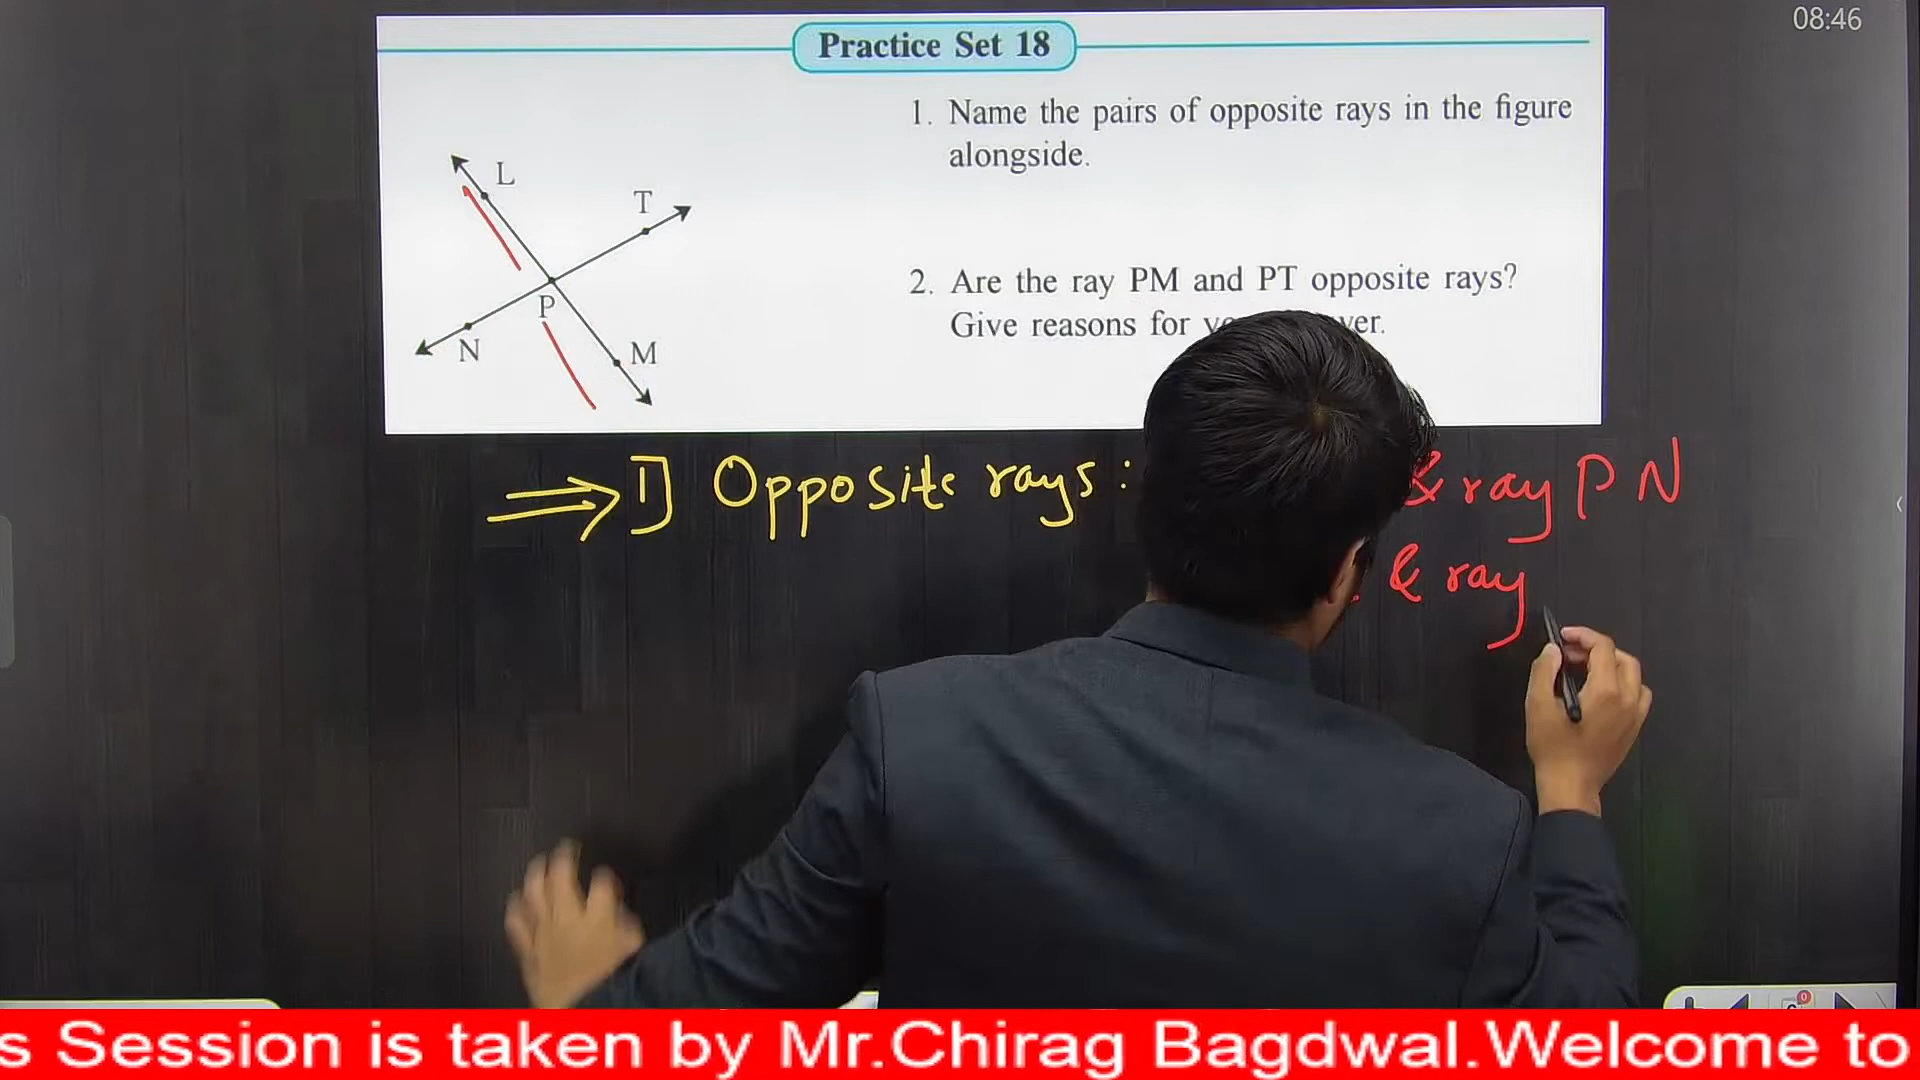 08:46
Practice Set 18
1. Name the pairs of opposite rays in the figure
alongside.
L
T
P
N
M
2. Are the ray PM and PT opposite rays?
Give reasons for
⇒ 1] Opposite rays : & ray PN
& ray
s Session is taken by Mr.Chirag Bagdwal.Welcome to